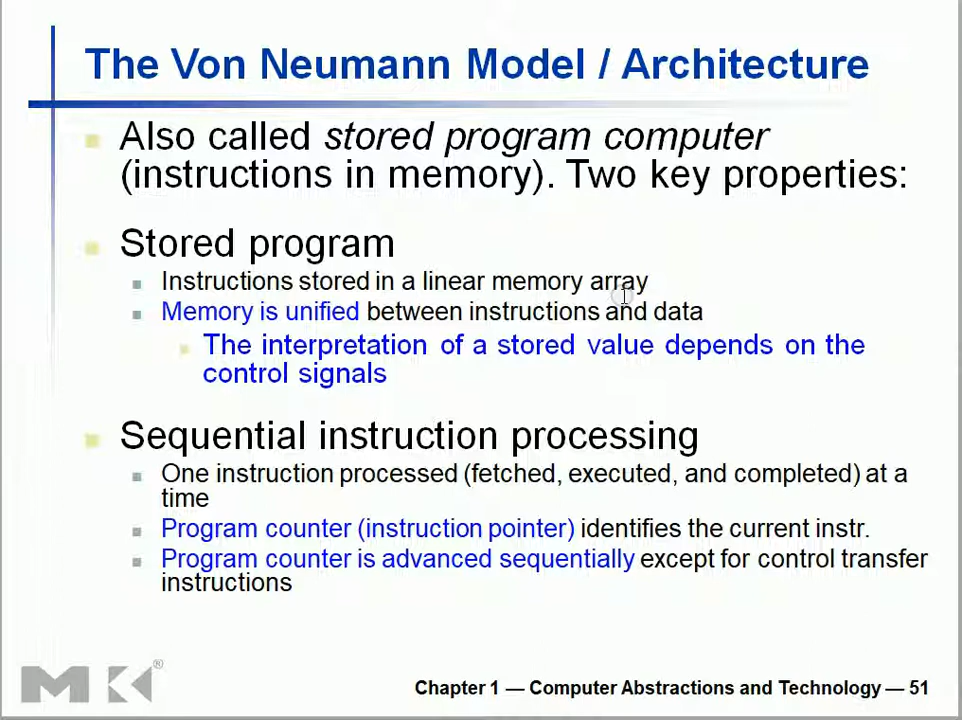 The Von Neumann Model / Architecture
Also called stored program computer
(instructions in memory). Two key properties:
Stored program
Instructions stored in a linear memory array
Memory is unified between instructions and data
The interpretation of a stored value depends on the
control signals
Sequential instruction processing
One instruction processed (fetched, executed, and completed) at a
time
Program counter (instruction pointer) identifies the current instr.
Program counter is advanced sequentially except for control transfer
instructions
MK®
Chapter 1 — Computer Abstractions and Technology — 51